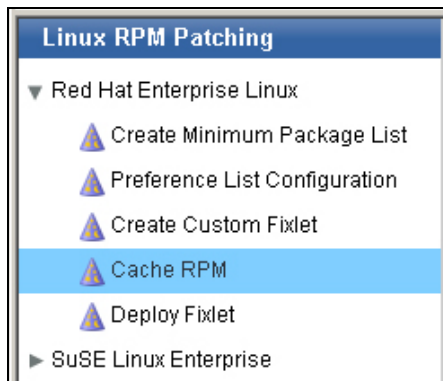 Linux RPM Patching
Red Hat Enterprise Linux
Create Minimum Package List
Preference List Configuration
Create Custom Fixlet
Cache RPM
Deploy Fixlet
SuSE Linux Enterprise